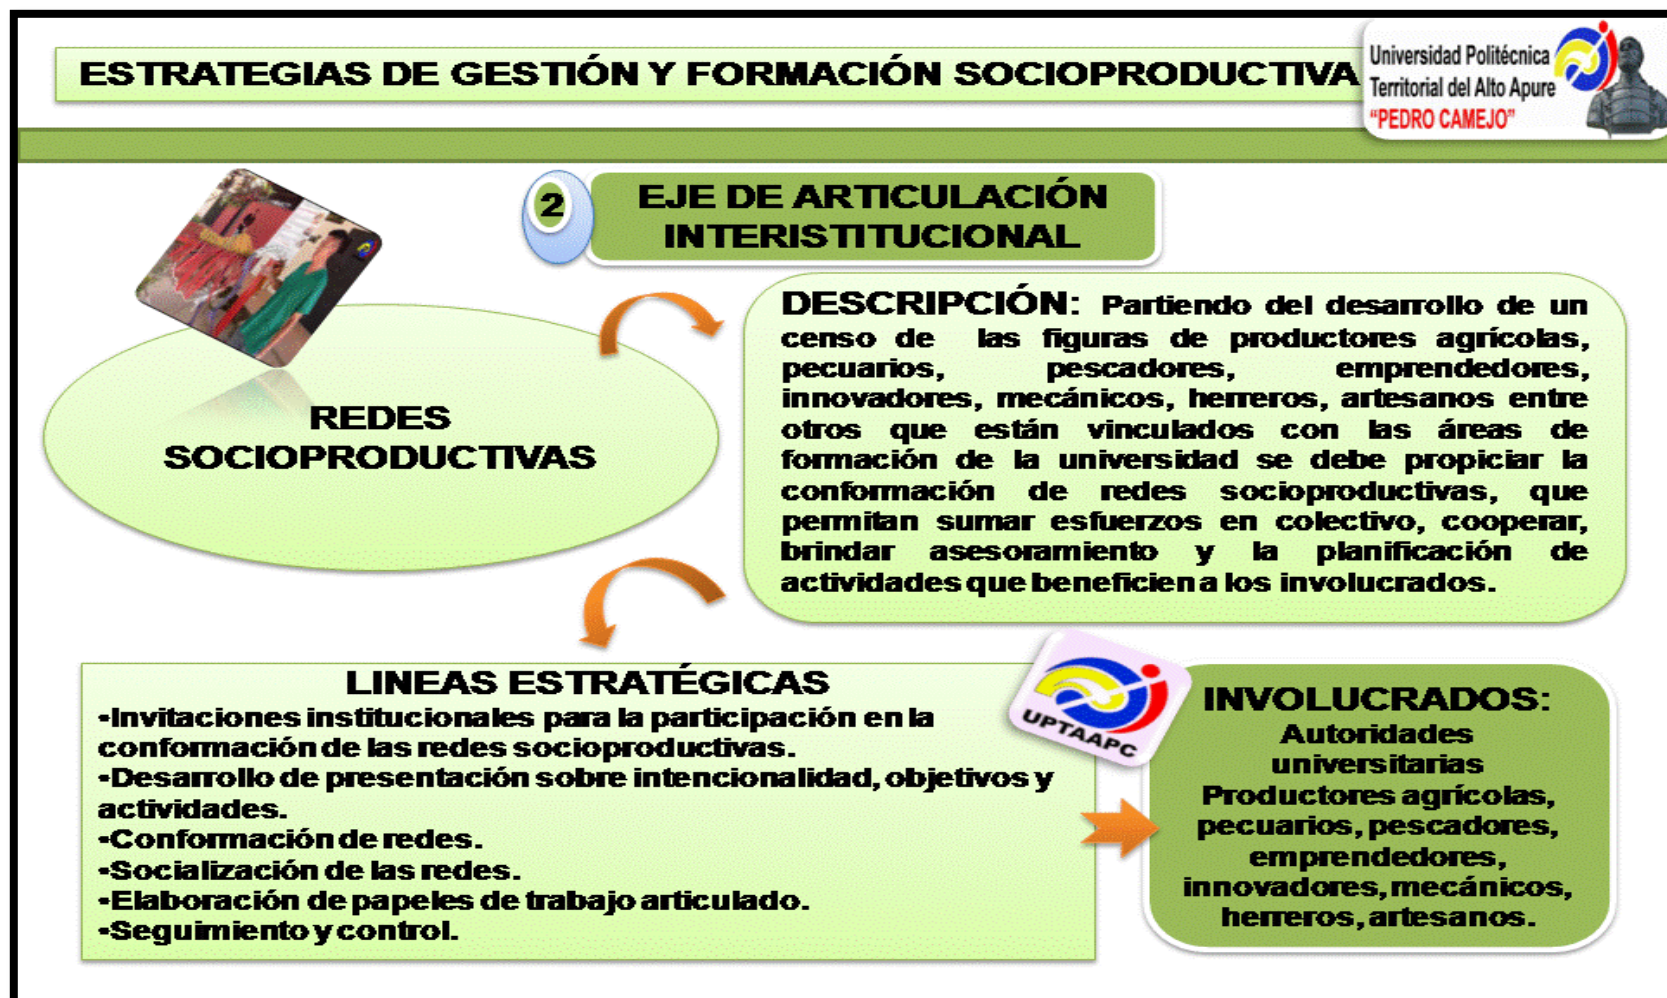 ESTRATEGIAS DE GESTIÓN Y FORMACIÓN SOCIOPRODUCTIVA
Universidad Politécnica
Territorial del Alto Apure
“PEDRO CAMEJO”
2
EJE DE ARTICULACIÓN
INTERISTITUCIONAL
REDES
SOCIOPRODUCTIVAS
DESCRIPCIÓN: Partiendo del desarrollo de un
censo de las figuras de productores agrícolas,
pecuarios, pescadores, emprendedores,
innovadores, mecánicos, herreros, artesanos entre
otros que están vinculados con las áreas de
formación de la universidad se debe propiciar la
conformación de redes socioproductivas, que
permitan sumar esfuerzos en colectivo, cooperar,
brindar asesoramiento y la planificación de
actividades que beneficien a los involucrados.
LINEAS ESTRATÉGICAS
•Invitaciones institucionales para la participación en la
conformación de las redes socioproductivas.
•Desarrollo de presentación sobre intencionalidad, objetivos y
actividades.
•Conformación de redes.
•Socialización de las redes.
•Elaboración de papeles de trabajo articulado.
•Seguimiento y control.
UPTAAPC
INVOLUCRADOS:
Autoridades
universitarias
Productores agrícolas,
pecuarios, pescadores,
emprendedores,
innovadores, mecánicos,
herreros, artesanos.